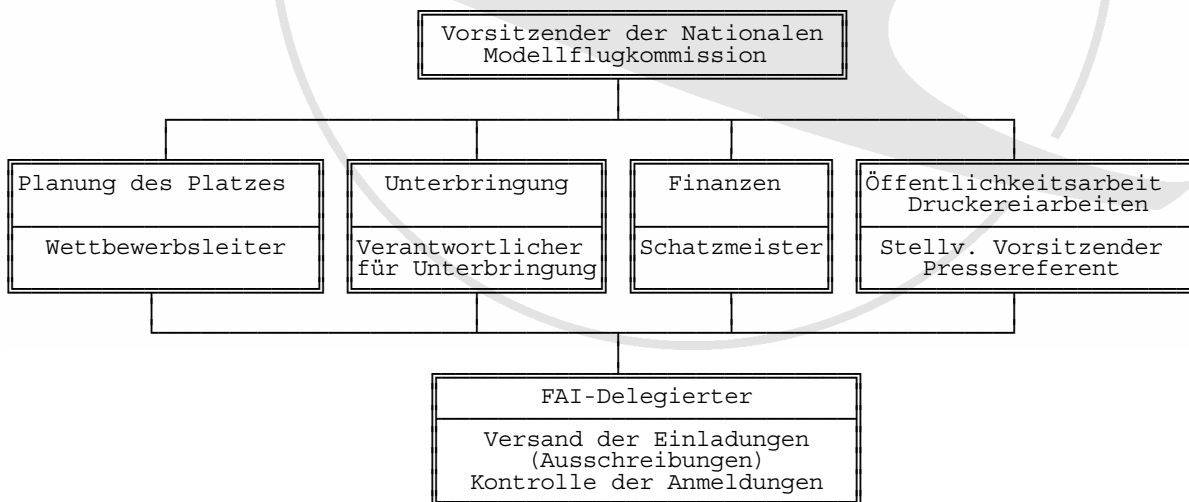 Vorsitzender der Nationalen
Modellflugkommission
Planung des Platzes
Wettbewerbsleiter
Unterbringung
Verantwortlicher
für Unterbringung
Finanzen
Schatzmeister
Öffentlichkeitsarbeit
Druckereiarbeiten
Stellv. Vorsitzender
Pressereferent
FAI-Delegierter
Versand der Einladungen
(Ausschreibungen)
Kontrolle der Anmeldungen